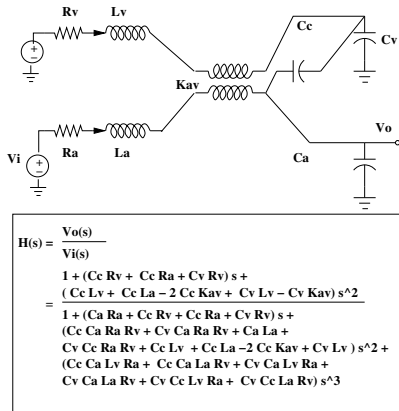 Rv
Lv
Cc
Cv
Kav
Vo
Vi
Ra
La
Ca
H(s) = Vo(s)
Vi(s)
1 + (Cc Rv + Cc Ra + Cv Rv) s +
( Cc Lv + Cc La – 2 Cc Kav + Cv Lv – Cv Kav) s^2
=
1 + (Ca Ra + Cc Rv + Cc Ra + Cv Rv) s +
(Cc Ca Ra Rv + Cv Ca Ra Rv + Ca La +
Cv Cc Ra Rv + Cc Lv + Cc La –2 Cc Kav + Cv Lv ) s^2 +
(Cc Ca Lv Ra + Cc Ca La Rv + Cv Ca Lv Ra +
Cv Ca La Rv + Cv Cc Lv Ra + Cv Cc La Rv) s^3